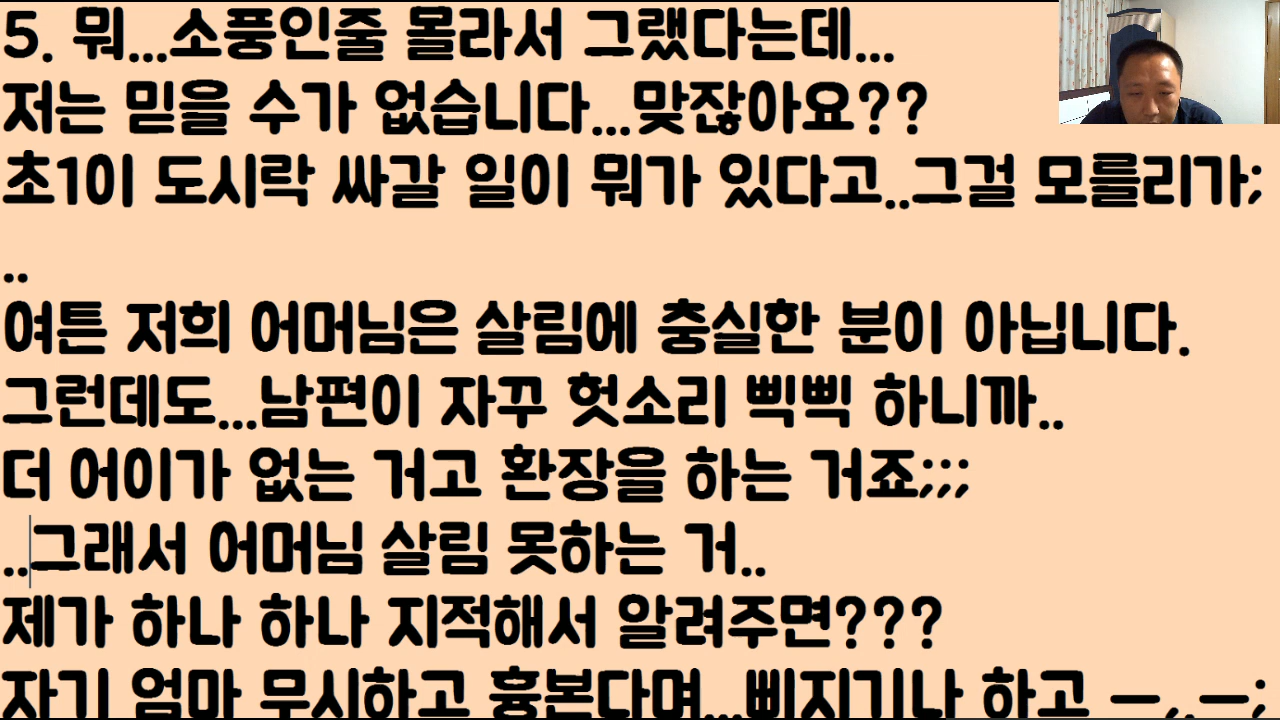 5. 뭐...소풍인줄 몰라서 그랬다는데...
저는 믿을 수가 없습니다...맞잖아요??
초1이 도시락 싸갈 일이 뭐가 있다고..그걸 모를리가;
..
여튼 저희 어머님은 살림에 충실한 분이 아닙니다.
그런데도...남편이 자꾸 헛소리 삑삑 하니까..
더 어이가 없는 거고 환장을 하는 거죠;;;
..그래서 어머님 살림 못하는 거..
제가 하나 하나 지적해서 알려주면???
자기 엄마 무시하고 흉본다며...삐지기나 하고 ㅡ,.ㅡ;